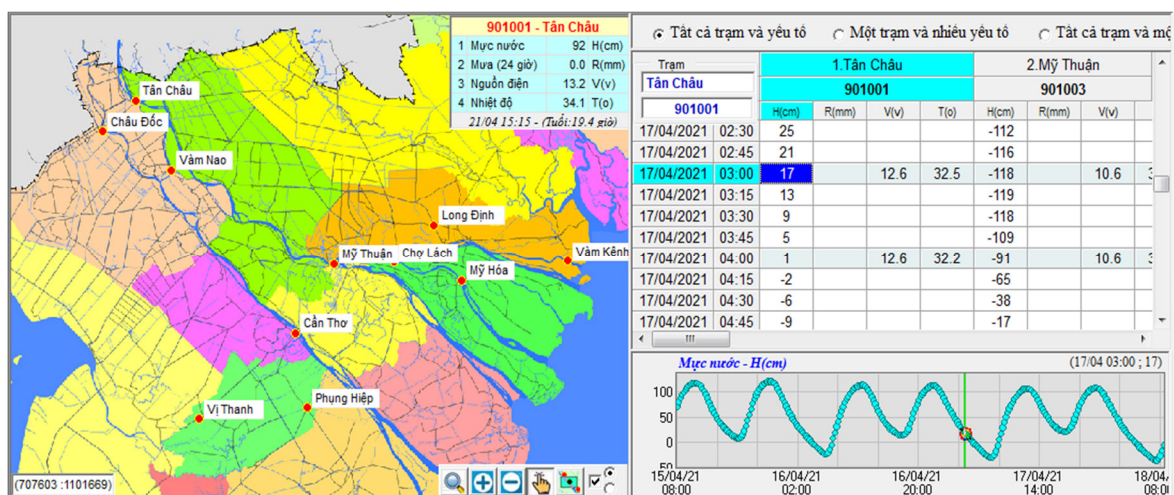 901001 - Tân Châu
1 Mực nước 92 H(cm)
2 Mưa (24 giờ) 0.0 R(mm)
3 Nguồn điện 13.2 V(v)
4 Nhiệt độ 34.1 T(o)
21/04 15:15 - (Tuổi:19.4 giờ)
Tân Châu
Châu Đốc
Vàm Nao
Long Định
Mỹ Thuận
Chợ Lách
Vàm Kênh
Mỹ Hóa
Cần Thơ
Phụng Hiệp
Vị Thanh
(707603 :1101669)
Tất cả trạm và yếu tố Một trạm và nhiều yếu tố Tất cả trạm và mộ
Trạm 1.Tân Châu 2.Mỹ Thuận
Tân Châu 901001 901003
901001 H(cm) R(mm) V(v) T(o) H(cm) R(mm) V(v)
17/04/2021 02:30 25 -112
17/04/2021 02:45 21 -116
17/04/2021 03:00 17 12.6 32.5 -118 10.6
17/04/2021 03:15 13 -119
17/04/2021 03:30 9 -118
17/04/2021 03:45 5 -109
17/04/2021 04:00 1 12.6 32.2 -91 10.6
17/04/2021 04:15 -2 -65
17/04/2021 04:30 -6 -38
17/04/2021 04:45 -9 -17
Mực nước - H(cm) (17/04 03:00 ; 17)
100
50
0
50
15/04/21 16/04/21 16/04/21 17/04/21 18/04/
08:00 02:00 20:00 14:00